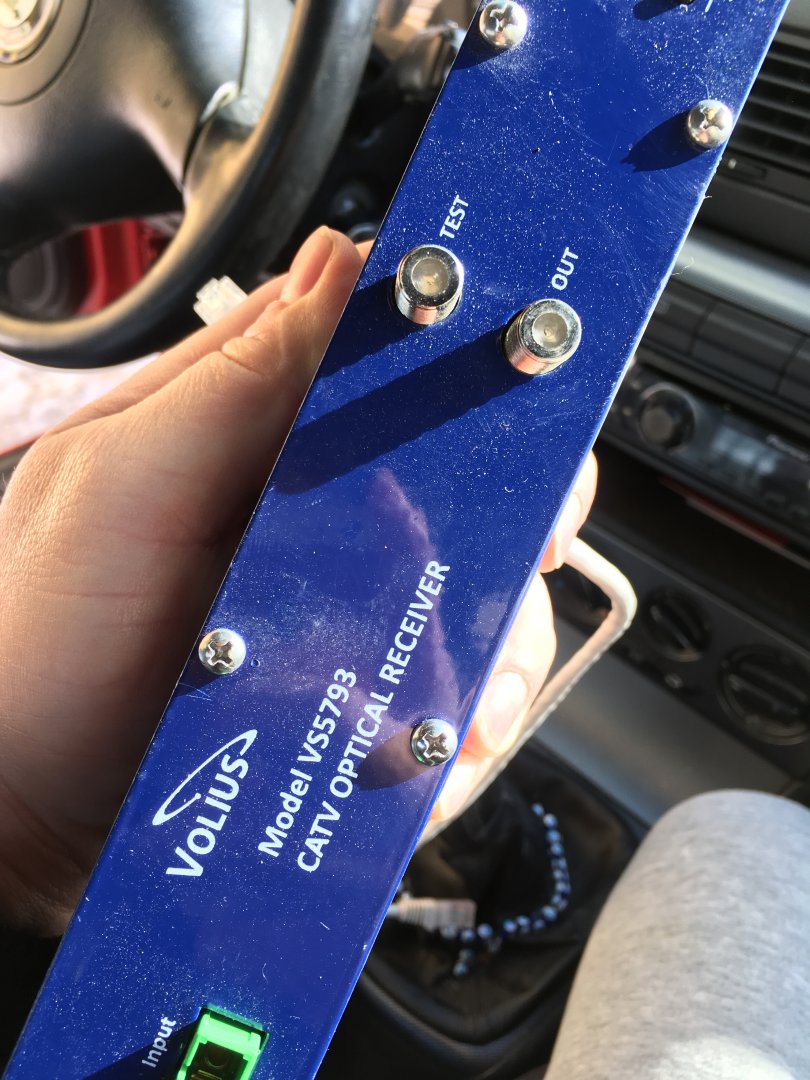 TEST
OUT
VOLIUS
Model VS5793
CATV OPTICAL RECEIVER
Input